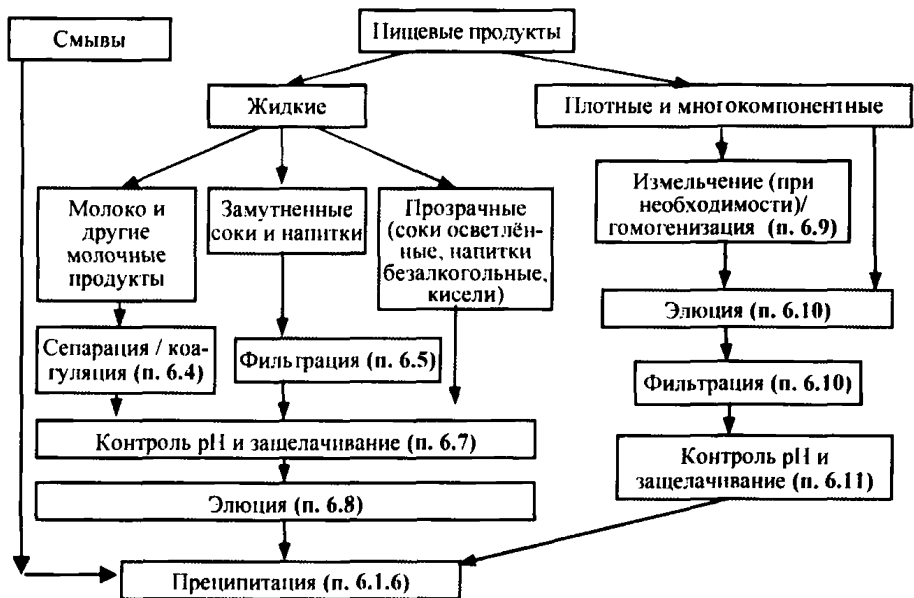 Смывы
Пищевые продукты
Жидкие
Плотные и многокомпонентные
Молоко и
другие
молочные
продукты
Замутненные
соки и напитки
Прозрачные
(соки осветлён-
ные, напитки
безалкогольные,
кисели)
Измельчение (при
необходимости)/
гомогенизация (п. 6.9)
Элюция (п. 6.10)
Сепарация / коа-
гуляция (п. 6.4)
Фильтрация (п. 6.5)
Фильтрация (п. 6.10)
Контроль pH и защелачивание (п. 6.7)
Контроль pH и
защелачивание (п. 6.11)
Элюция (п. 6.8)
Преципитация (п. 6.1.6)